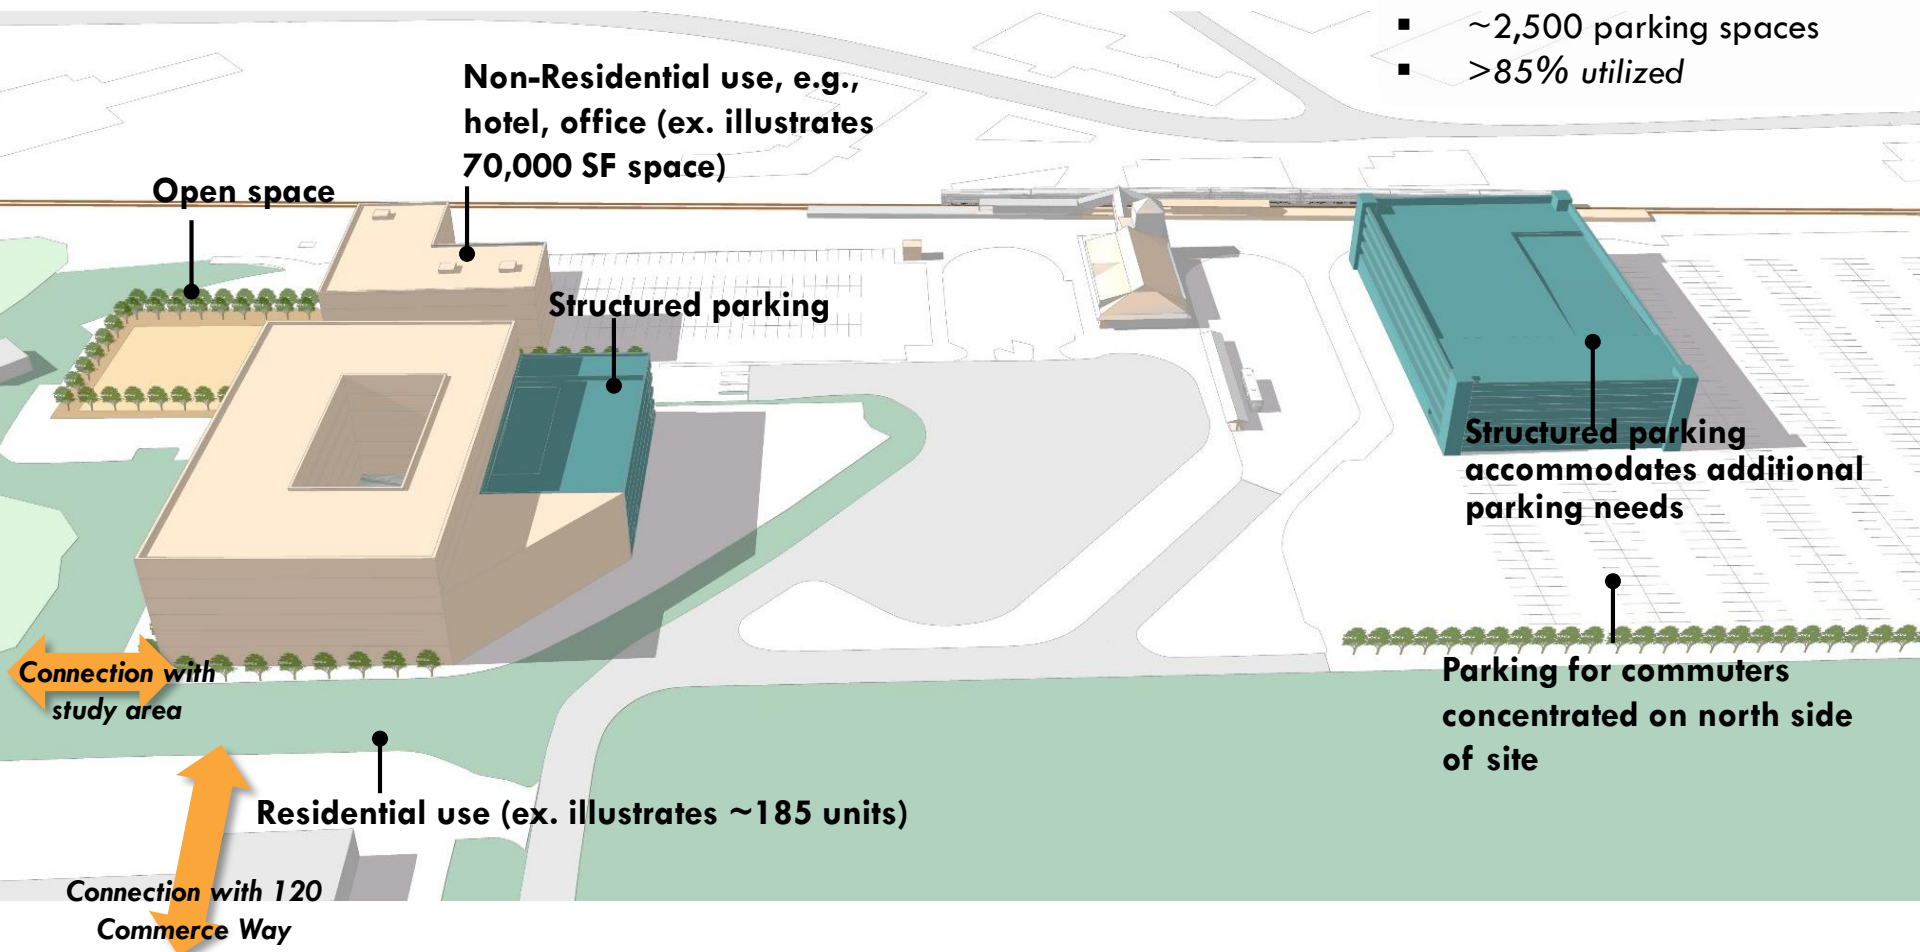 ▪ ~2,500 parking spaces
▪ >85% utilized
Non-Residential use, e.g.,
hotel, office (ex. illustrates
70,000 SF space)
Open space
Structured parking
Structured parking
accommodates additional
parking needs
Connection with
study area
Parking for commuters
concentrated on north side
of site
Residential use (ex. illustrates ~185 units)
Connection with 120
Commerce Way